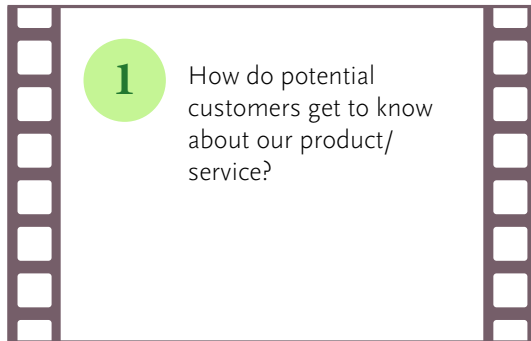 1
How do potential
customers get to know
about our product/
service?